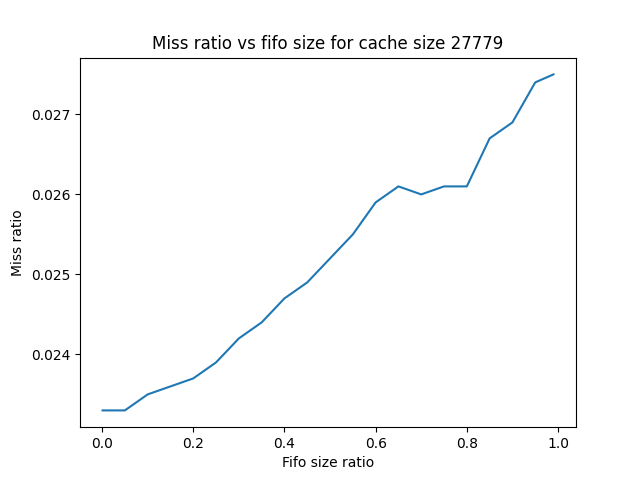 Miss ratio vs fifo size for cache size 27779
0.027
0.026
0.025
0.024
Miss ratio
0.0 0.2 0.4 0.6 0.8 1.0
Fifo size ratio